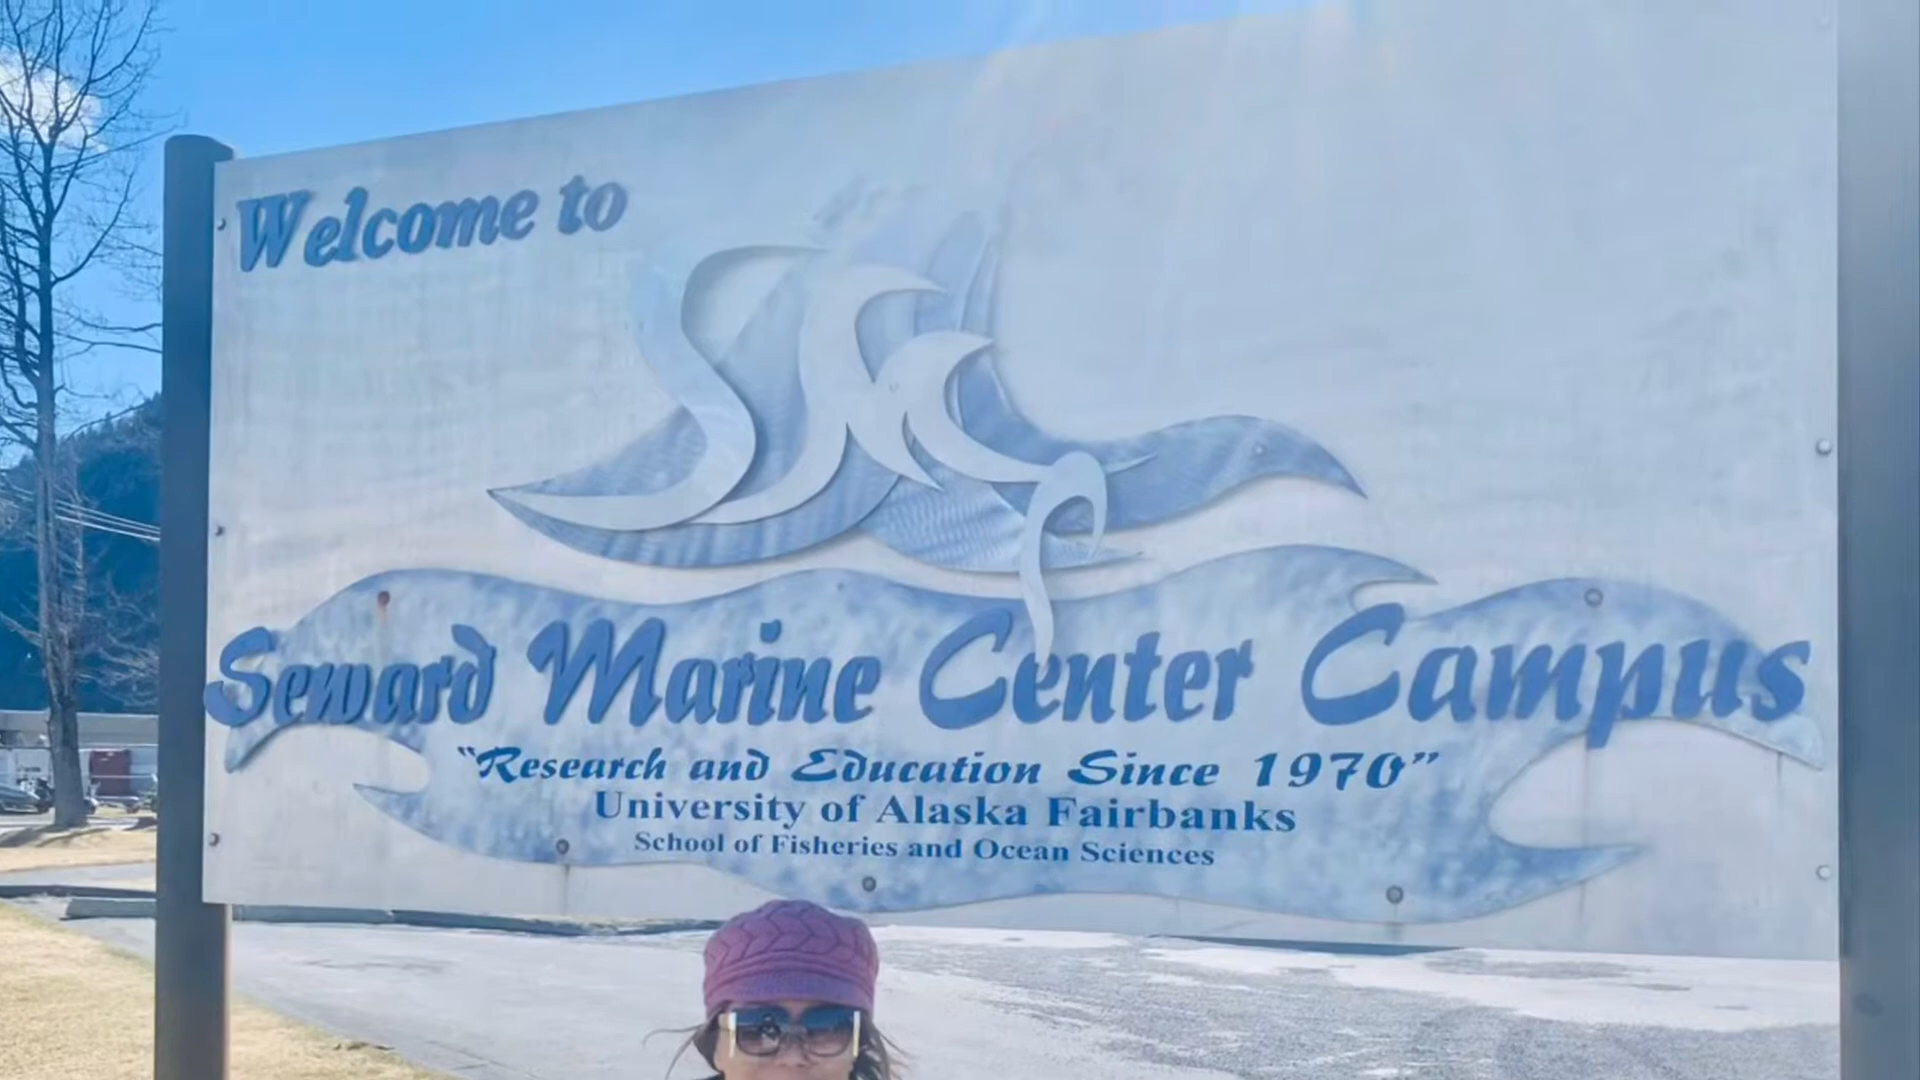 Welcome to
SMC
Seward Marine Center Campus
"Research and Education Since 1970"
University of Alaska Fairbanks
School of Fisheries and Ocean Sciences